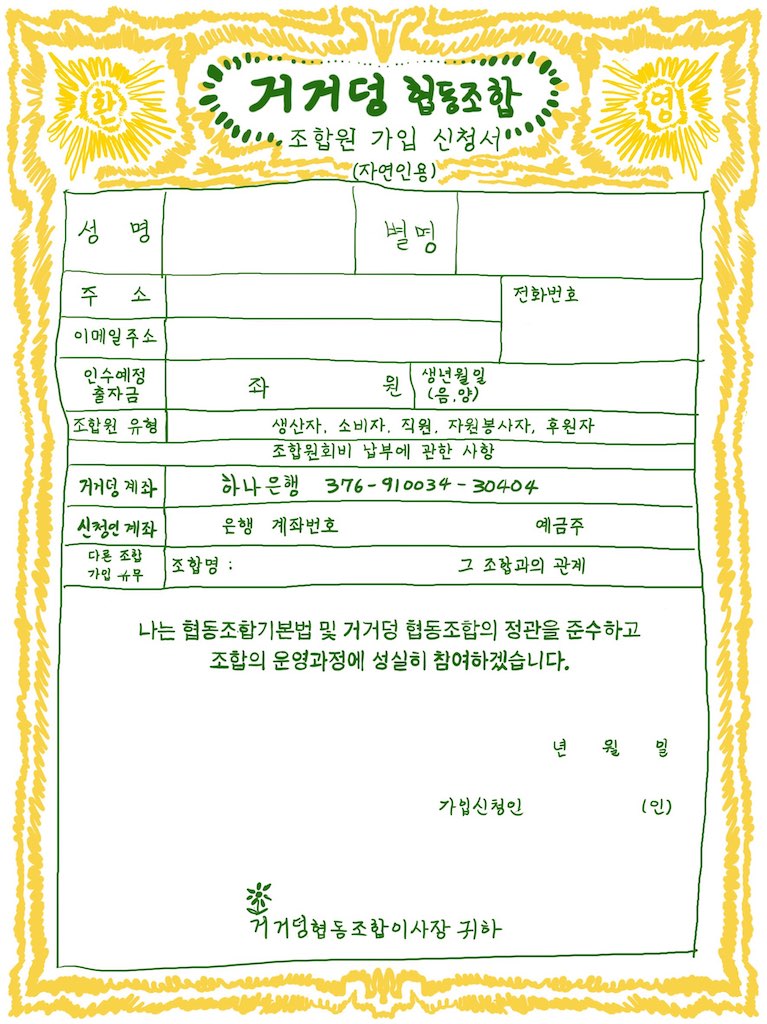 환 영
거거덩 협동조합
조합원 가입 신청서
(자연인용)
성 명 별명
주 소 전화번호
이메일주소
인수예정 출자금 좌 원 생년월일 (음,양)
조합원 유형 생산자, 소비자, 직원, 자원봉사자, 후원자
조합원회비 납부에 관한 사항
거거덩 계좌 하나은행 376-910034-30404
신청인 계좌 은행 계좌번호 예금주
다른 조합 가입 유무 조합명 : 그 조합과의 관계
나는 협동조합기본법 및 거거덩 협동조합의 정관을 준수하고
조합의 운영과정에 성실히 참여하겠습니다.
년 월 일
가입신청인 (인)
거거덩협동조합이사장 귀하